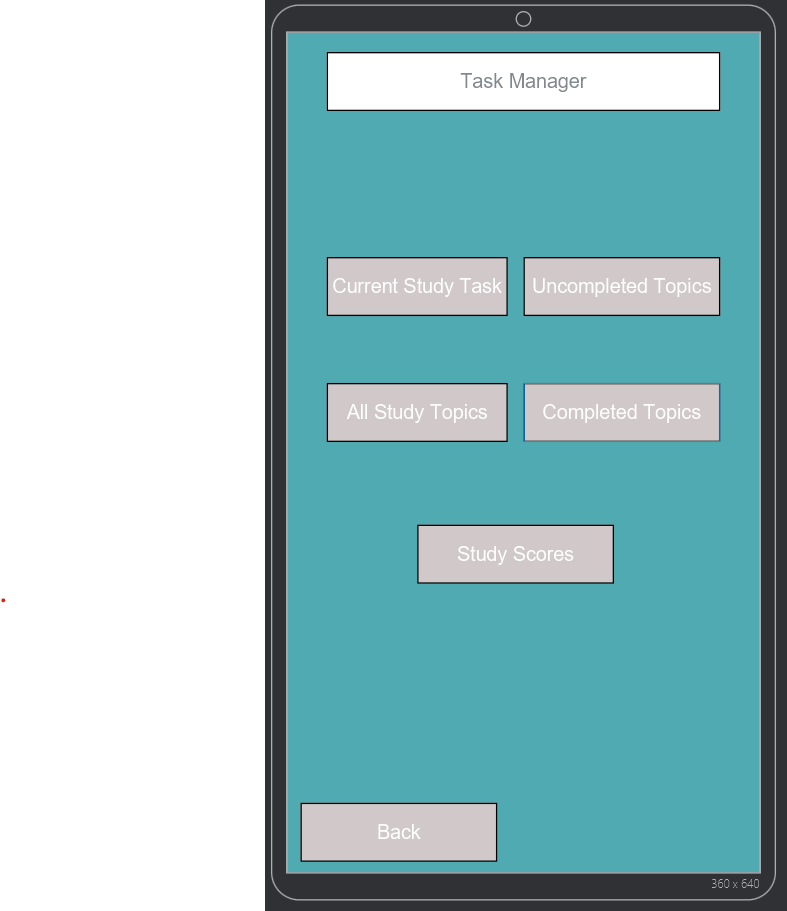 Task Manager
Current Study Task
Uncompleted Topics
All Study Topics
Completed Topics
Study Scores
Back
360 x 640